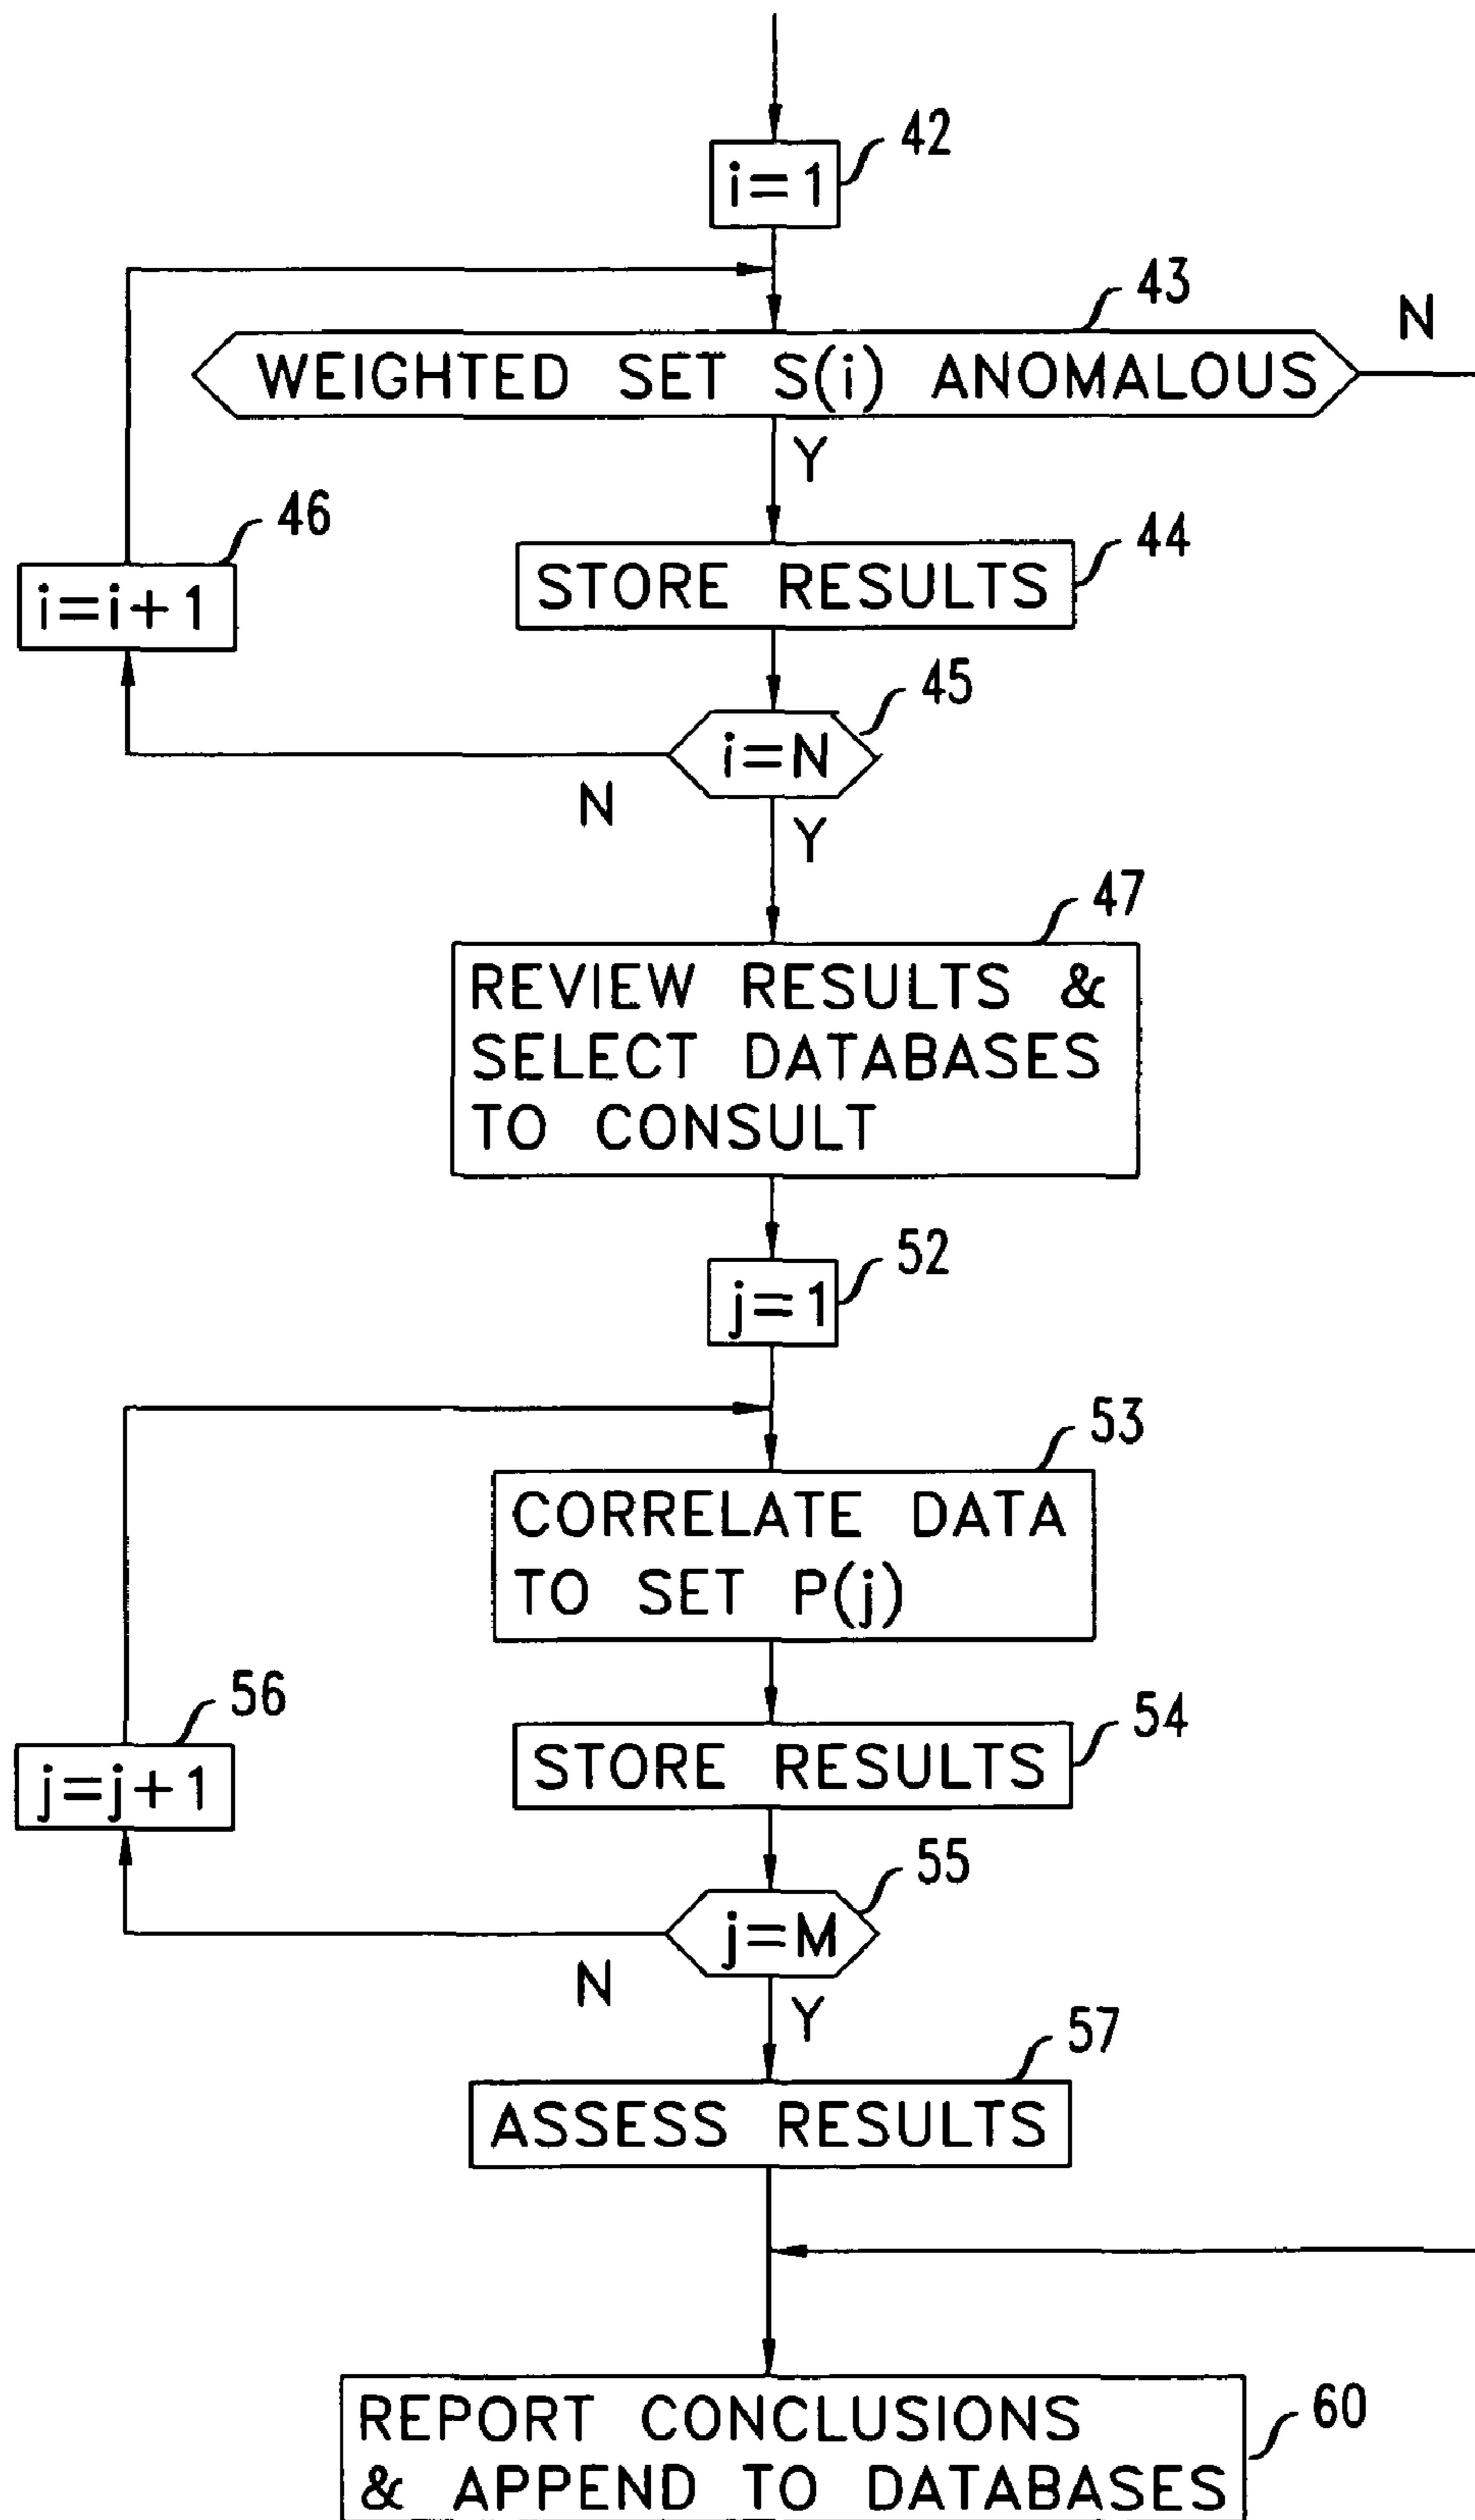 42
i=1
43
N
WEIGHTED SET S(i) ANOMALOUS
Y
46
44
i=i+1
STORE RESULTS
45
i=N
N
Y
47
REVIEW RESULTS &
SELECT DATABASES
TO CONSULT
52
j=1
53
CORRELATE DATA
TO SET P(j)
56
54
j=j+1
STORE RESULTS
55
j=M
N
Y
57
ASSESS RESULTS
60
REPORT CONCLUSIONS
& APPEND TO DATABASES